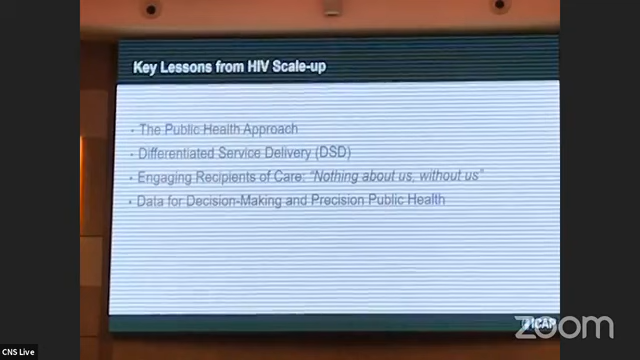 Key Lessons from HIV Scale-up
• The Public Health Approach
• Differentiated Service Delivery (DSD)
• Engaging Recipients of Care: "Nothing about us, without us"
• Data for Decision-Making and Precision Public Health
ICAP
zoom
CNS Live